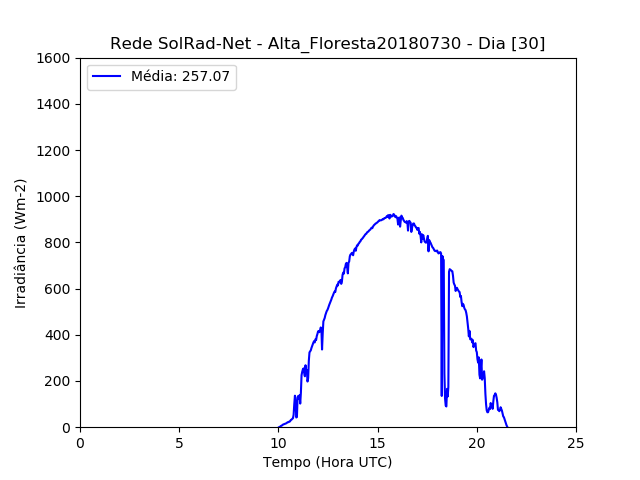 Rede SolRad-Net - Alta_Floresta20180730 - Dia [30]
Média: 257.07
1600
1400
1200
1000
800
600
400
200
0
Irradiância (Wm-2)
0 5 10 15 20 25
Tempo (Hora UTC)